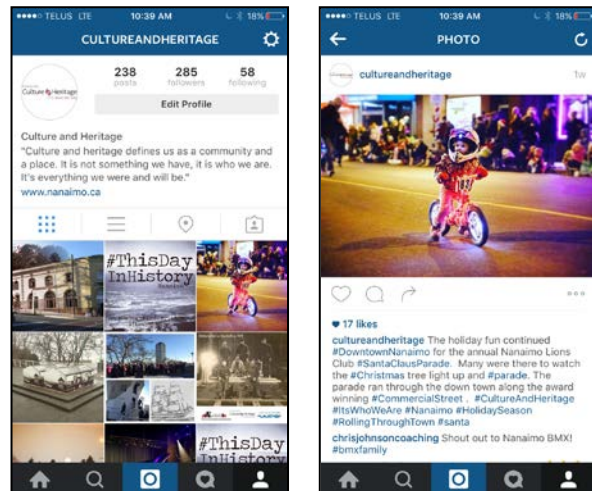 TELUS LTE 10:39 AM 18%
CULTUREANDHERITAGE
Culture & Heritage
238 285 58
posts followers following
Edit Profile
Culture and Heritage
"Culture and heritage defines us as a community and
a place. It is not something we have, it is who we are.
It's everything we were and will be."
www.nanaimo.ca
#ThisDay
InHistory
#ThisDay
InHistory
TELUS LTE 10:39 AM 18%
PHOTO
cultureandheritage 1w
17 likes
cultureandheritage The holiday fun continued
#DowntownNanaimo for the annual Nanaimo Lions
Club #SantaClausParade. Many were there to watch
the #Christmas tree light up and #parade. The
parade ran through the down town along the award
winning #CommercialStreet . #CultureAndHeritage
#ItsWhoWeAre #Nanaimo #HolidaySeason
#RollingThroughTown #santa
chrisjohnsoncoaching Shout out to Nanaimo BMX!
#bmxfamily